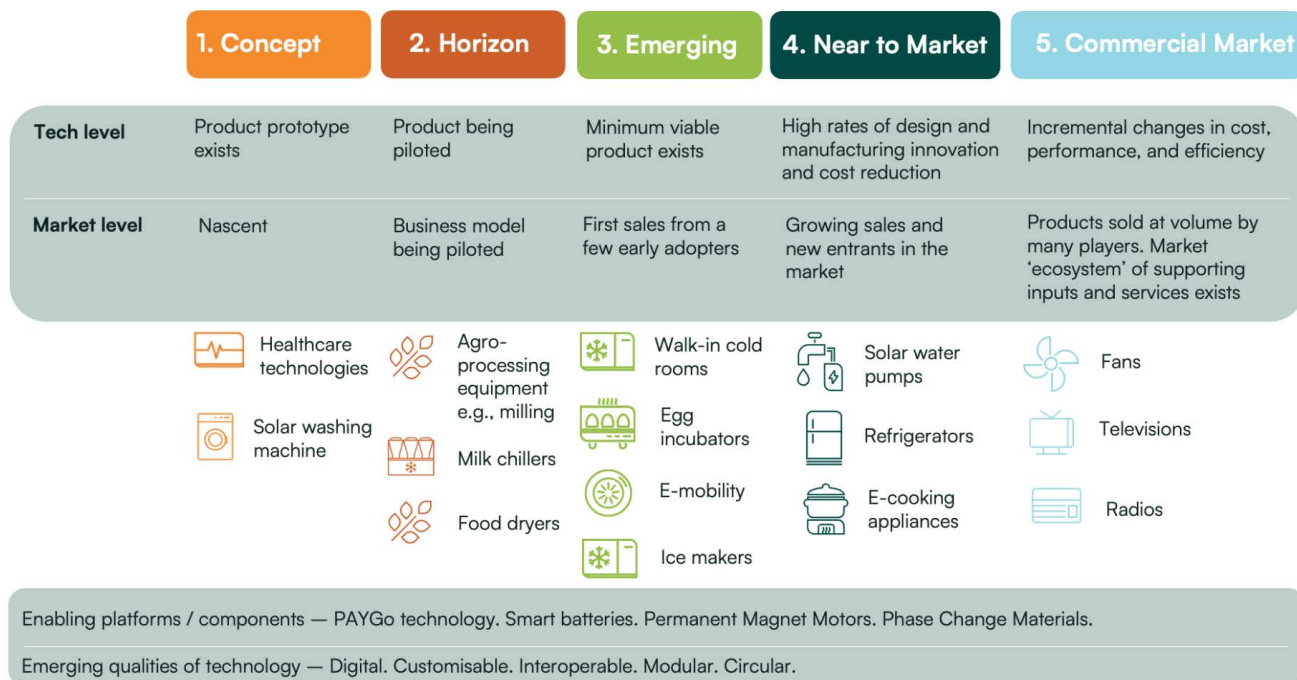 1. Concept
2. Horizon
3. Emerging
4. Near to Market
5. Commercial Market
Tech level
Product prototype
exists
Product being
piloted
Minimum viable
product exists
High rates of design and
manufacturing innovation
and cost reduction
Incremental changes in cost,
performance, and efficiency
Market level
Nascent
Business model
being piloted
First sales from a
few early adopters
Growing sales and
new entrants in the
market
Products sold at volume by
many players. Market
‘ecosystem’ of supporting
inputs and services exists
Healthcare
technologies
Solar washing
machine
Agro-
processing
equipment
e.g., milling
Milk chillers
Food dryers
Walk-in cold
rooms
Egg
incubators
E-mobility
Ice makers
Solar water
pumps
Refrigerators
E-cooking
appliances
Fans
Televisions
Radios
Enabling platforms / components — PAYGo technology. Smart batteries. Permanent Magnet Motors. Phase Change Materials.
Emerging qualities of technology — Digital. Customisable. Interoperable. Modular. Circular.